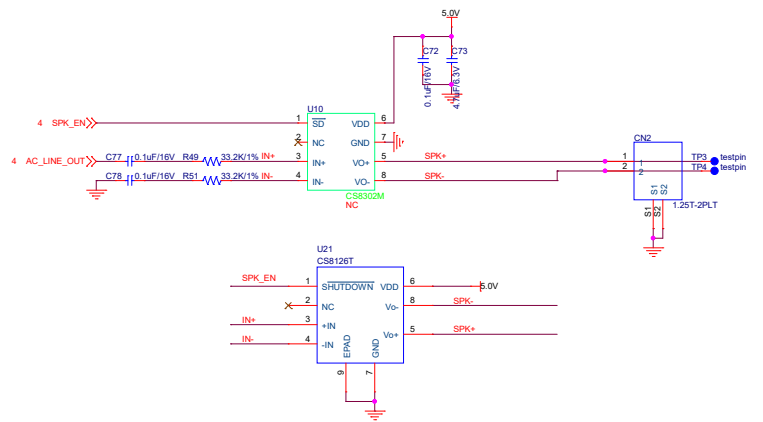 5.0V
C72
C73
0.1uF/16V
4.7uF/6.3V
U10
4 SPK_EN
1 SD VDD 6
2 NC GND 7
4 AC_LINE_OUT C77 0.1uF/16V R49 33.2K/1% IN+ 3 IN+ VO+ 5 SPK+
C78 0.1uF/16V R51 33.2K/1% IN- 4 IN- VO- 8 SPK-
CS8302M
NC
CN2
1 1 TP3 testpin
2 2 TP4 testpin
S1 S2
S1 S2
1.25T-2PLT
U21
CS8126T
SPK_EN 1 SHUTDOWN VDD 6 5.0V
2 NC Vo- 8 SPK-
IN+ 3 +IN
Vo+ 5 SPK+
IN- 4 -IN
EPAD GND
9 7